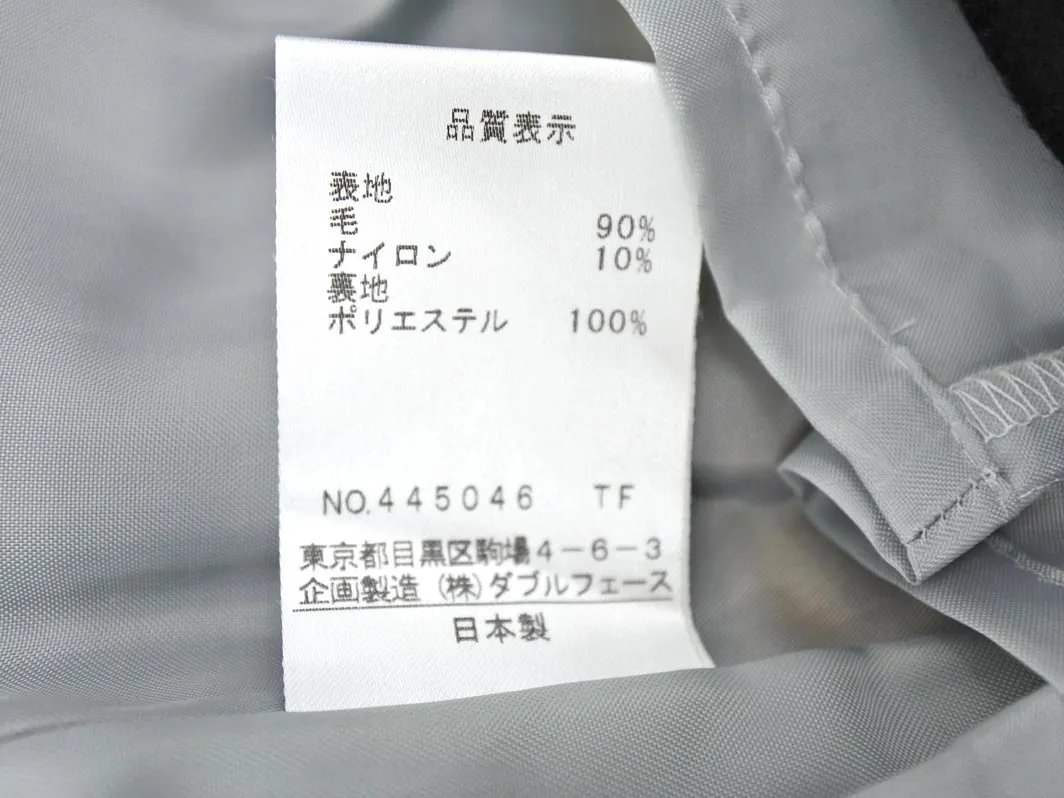 品質表示
表地
毛 90%
ナイロン 10%
裏地
ポリエステル 100%
NO.445046 TF
東京都目黒区駒場4-6-3
企画製造(株)ダブルフェース
日本製